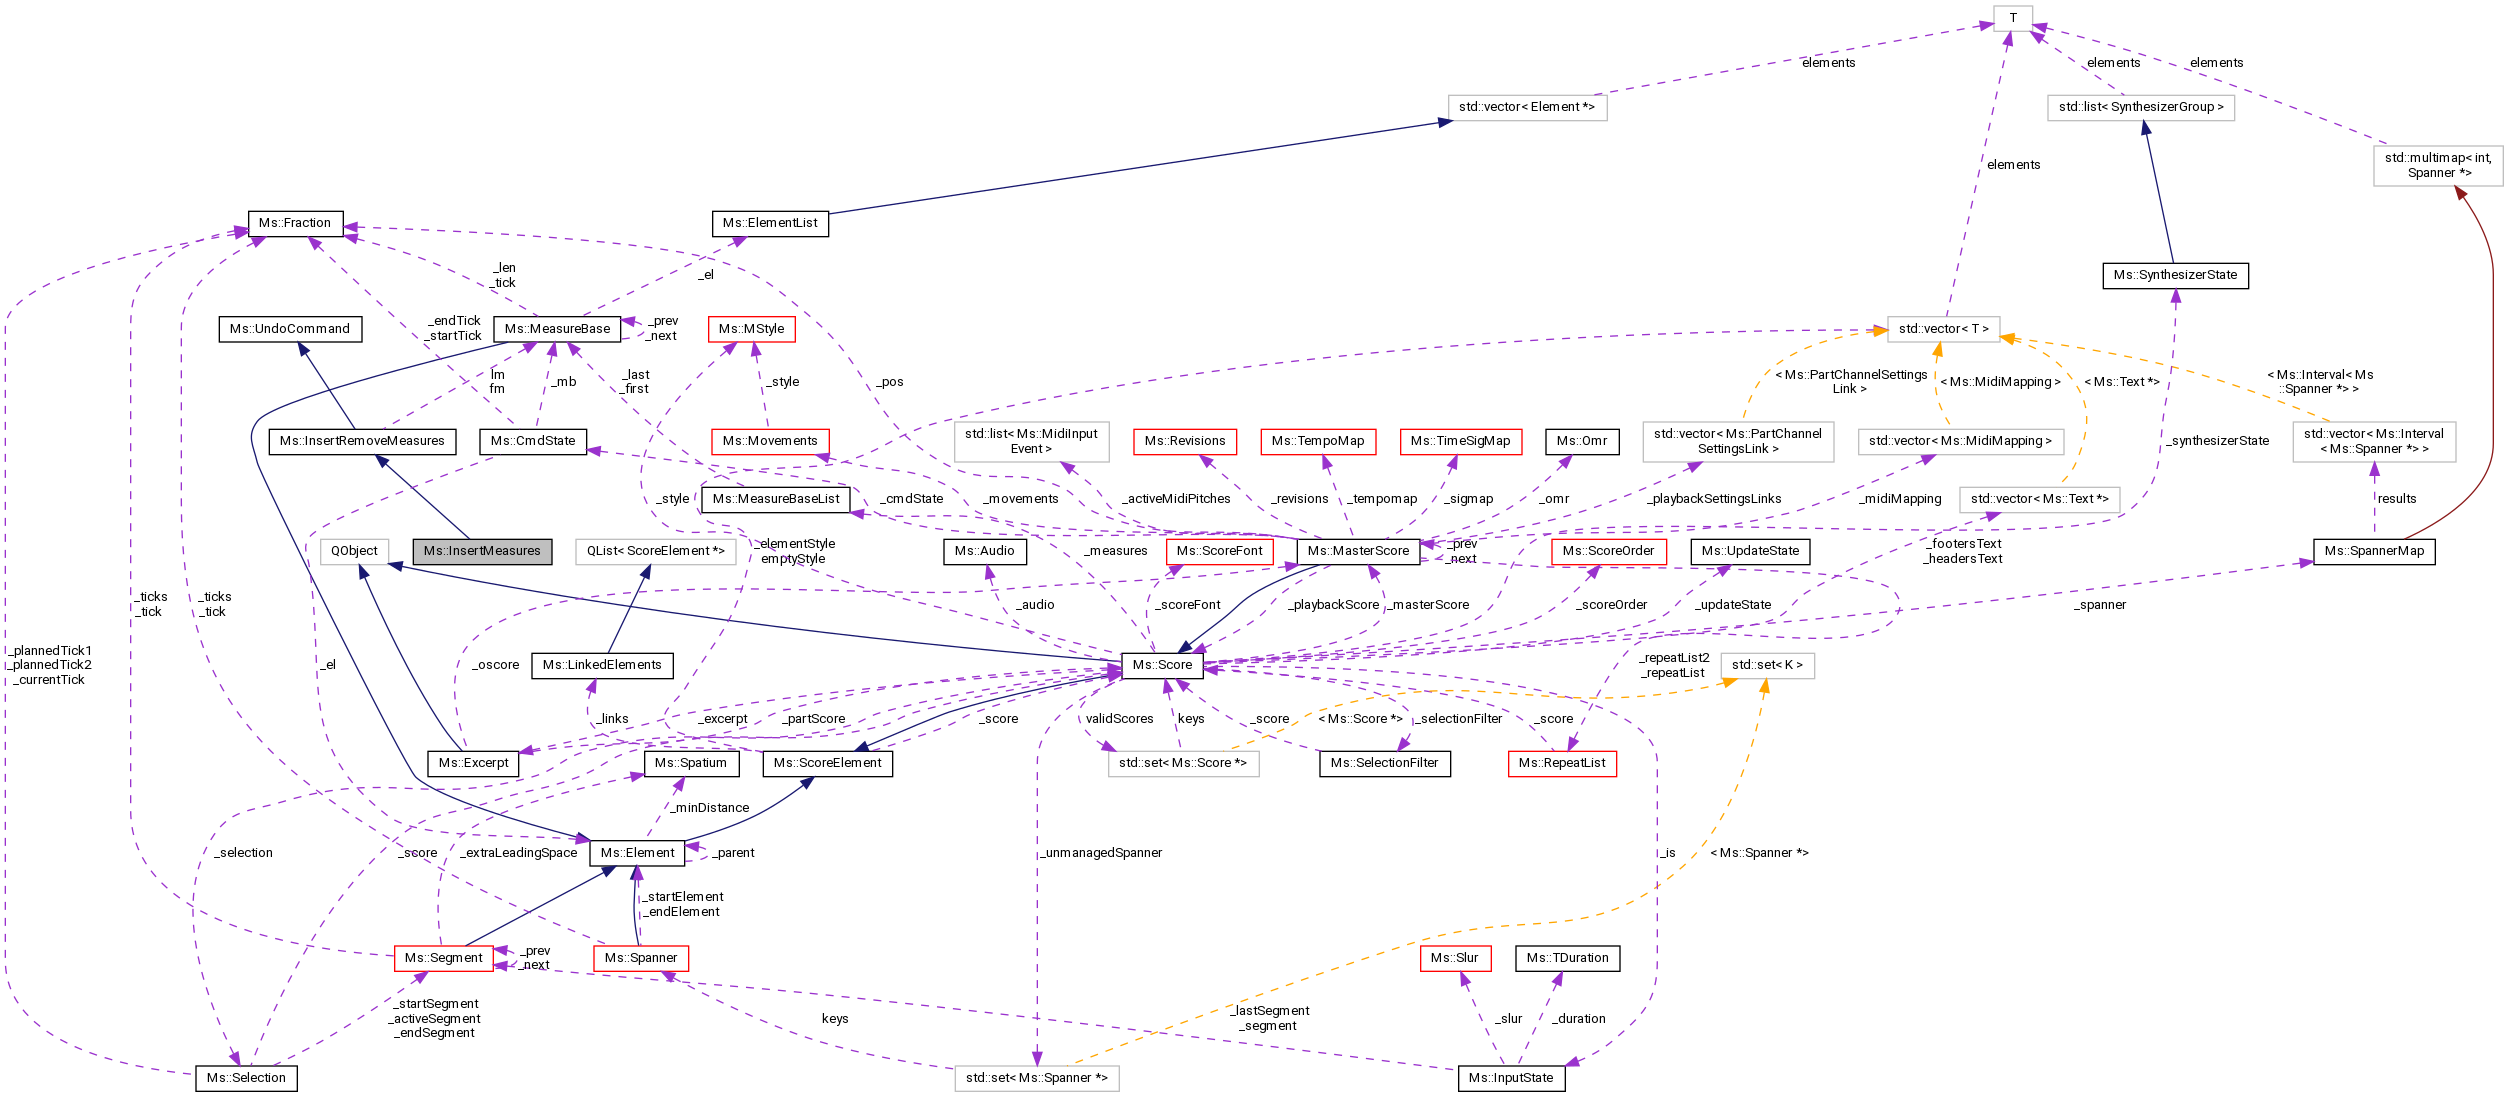 T
elements
elements
elements
std::vector< Element *>
std::list< SynthesizerGroup >
std::multimap< int,
Spanner *>
elements
Ms::Fraction
Ms::ElementList
_len
_tick
_el
Ms::SynthesizerState
_endTick
_startTick
Ms::UndoCommand
Ms::MeasureBase
_prev
_next
Ms::MStyle
std::vector< T >
lm
fm
_mb
_last
_first
_style
_pos
< Ms::PartChannelSettings
Link >
< Ms::MidiMapping >
< Ms::Text *>
< Ms::Interval< Ms
::Spanner *> >
Ms::InsertRemoveMeasures
Ms::CmdState
Ms::Movements
std::list< Ms::MidiInput
Event >
Ms::Revisions
Ms::TempoMap
Ms::TimeSigMap
Ms::Omr
std::vector< Ms::PartChannel
SettingsLink >
std::vector< Ms::MidiMapping >
_synthesizerState
std::vector< Ms::Interval
< Ms::Spanner *> >
_style
Ms::MeasureBaseList
_cmdState
_movements
_activeMidiPitches
_revisions
_tempomap
_sigmap
_omr
_playbackSettingsLinks
_midiMapping
std::vector< Ms::Text *>
results
QObject
Ms::InsertMeasures
QList< ScoreElement *>
_elementStyle
emptyStyle
Ms::Audio
_measures
Ms::ScoreFont
Ms::MasterScore
_prev
_next
Ms::ScoreOrder
Ms::UpdateState
_footersText
_headersText
Ms::SpannerMap
_ticks
_tick
_ticks
_tick
_audio
_scoreFont
_playbackScore
_masterScore
_scoreOrder
_updateState
_spanner
_plannedTick1
_plannedTick2
_currentTick
_el
_oscore
Ms::LinkedElements
Ms::Score
_repeatList2
_repeatList
std::set< K >
_links
_excerpt
_partScore
_score
validScores
keys
_score
< Ms::Score *>
_selectionFilter
_score
Ms::Excerpt
Ms::Spatium
Ms::ScoreElement
std::set< Ms::Score *>
Ms::SelectionFilter
Ms::RepeatList
_minDistance
_selection
_score
_extraLeadingSpace
Ms::Element
_parent
_unmanagedSpanner
_is
< Ms::Spanner *>
_startElement
_endElement
Ms::Segment
_prev
_next
Ms::Spanner
Ms::Slur
Ms::TDuration
_startSegment
_activeSegment
_endSegment
keys
_lastSegment
_segment
_slur
_duration
Ms::Selection
std::set< Ms::Spanner *>
Ms::InputState